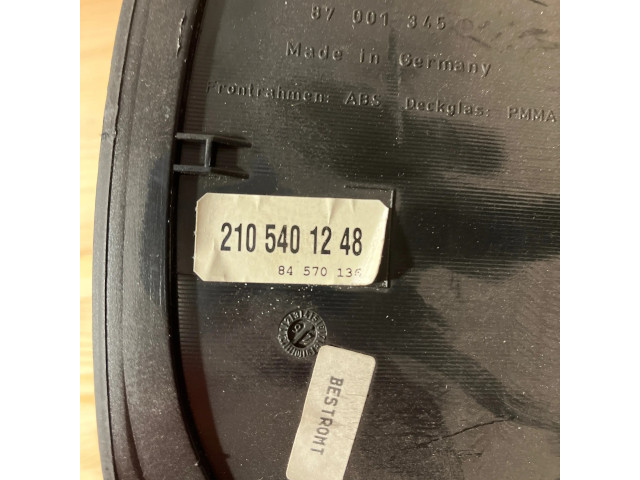 87 001 345
Made in Germany
Frontrahmen: ABS Deckglas: PMMA
210 540 12 48
84 570 136
BESTROMT